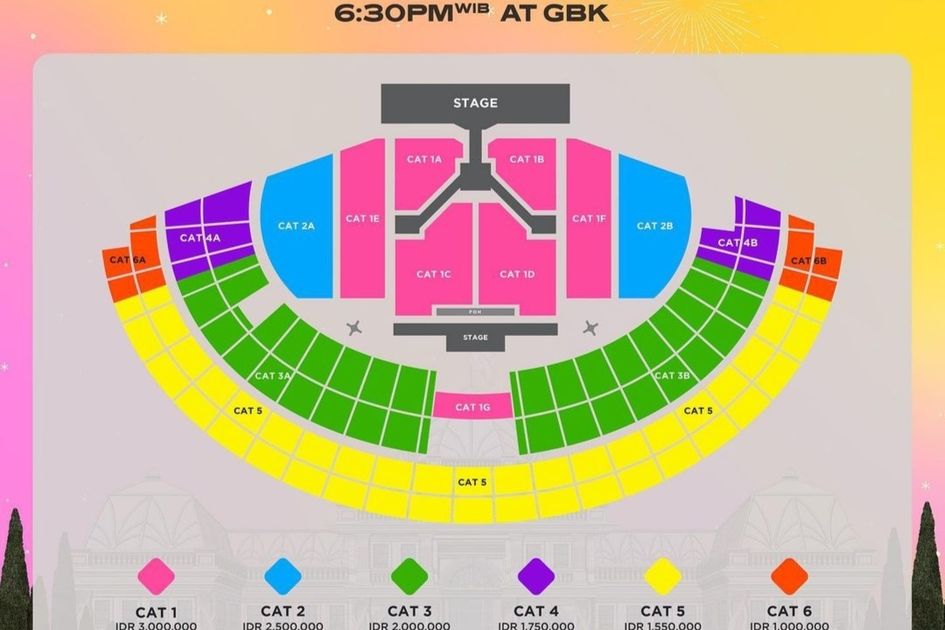 6:30PM WIB AT GBK
STAGE
CAT 1A
CAT 1B
CAT 2A
CAT 1E
CAT 1F
CAT 2B
CAT 4A
CAT 4B
CAT 6A
CAT 6B
CAT 1C
CAT 1D
FOH
STAGE
CAT 3A
CAT 3B
CAT 5
CAT 1G
CAT 5
CAT 5
CAT 1
CAT 2
CAT 3
CAT 4
CAT 5
CAT 6
IDR 3.000.000
IDR 2.500.000
IDR 2.000.000
IDR 1.750.000
IDR 1.550.000
IDR 1.000.000